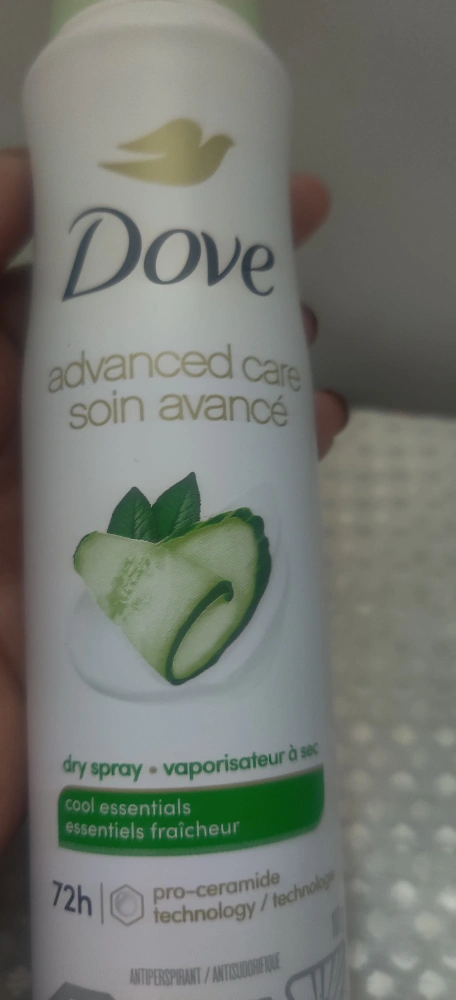 Dove
advanced care
soin avancé
dry spray • vaporisateur à sec
cool essentials
essentiels fraîcheur
72h
pro-ceramide
technology / technologie
ANTIPERSPIRANT / ANTISUDORIFIQUE